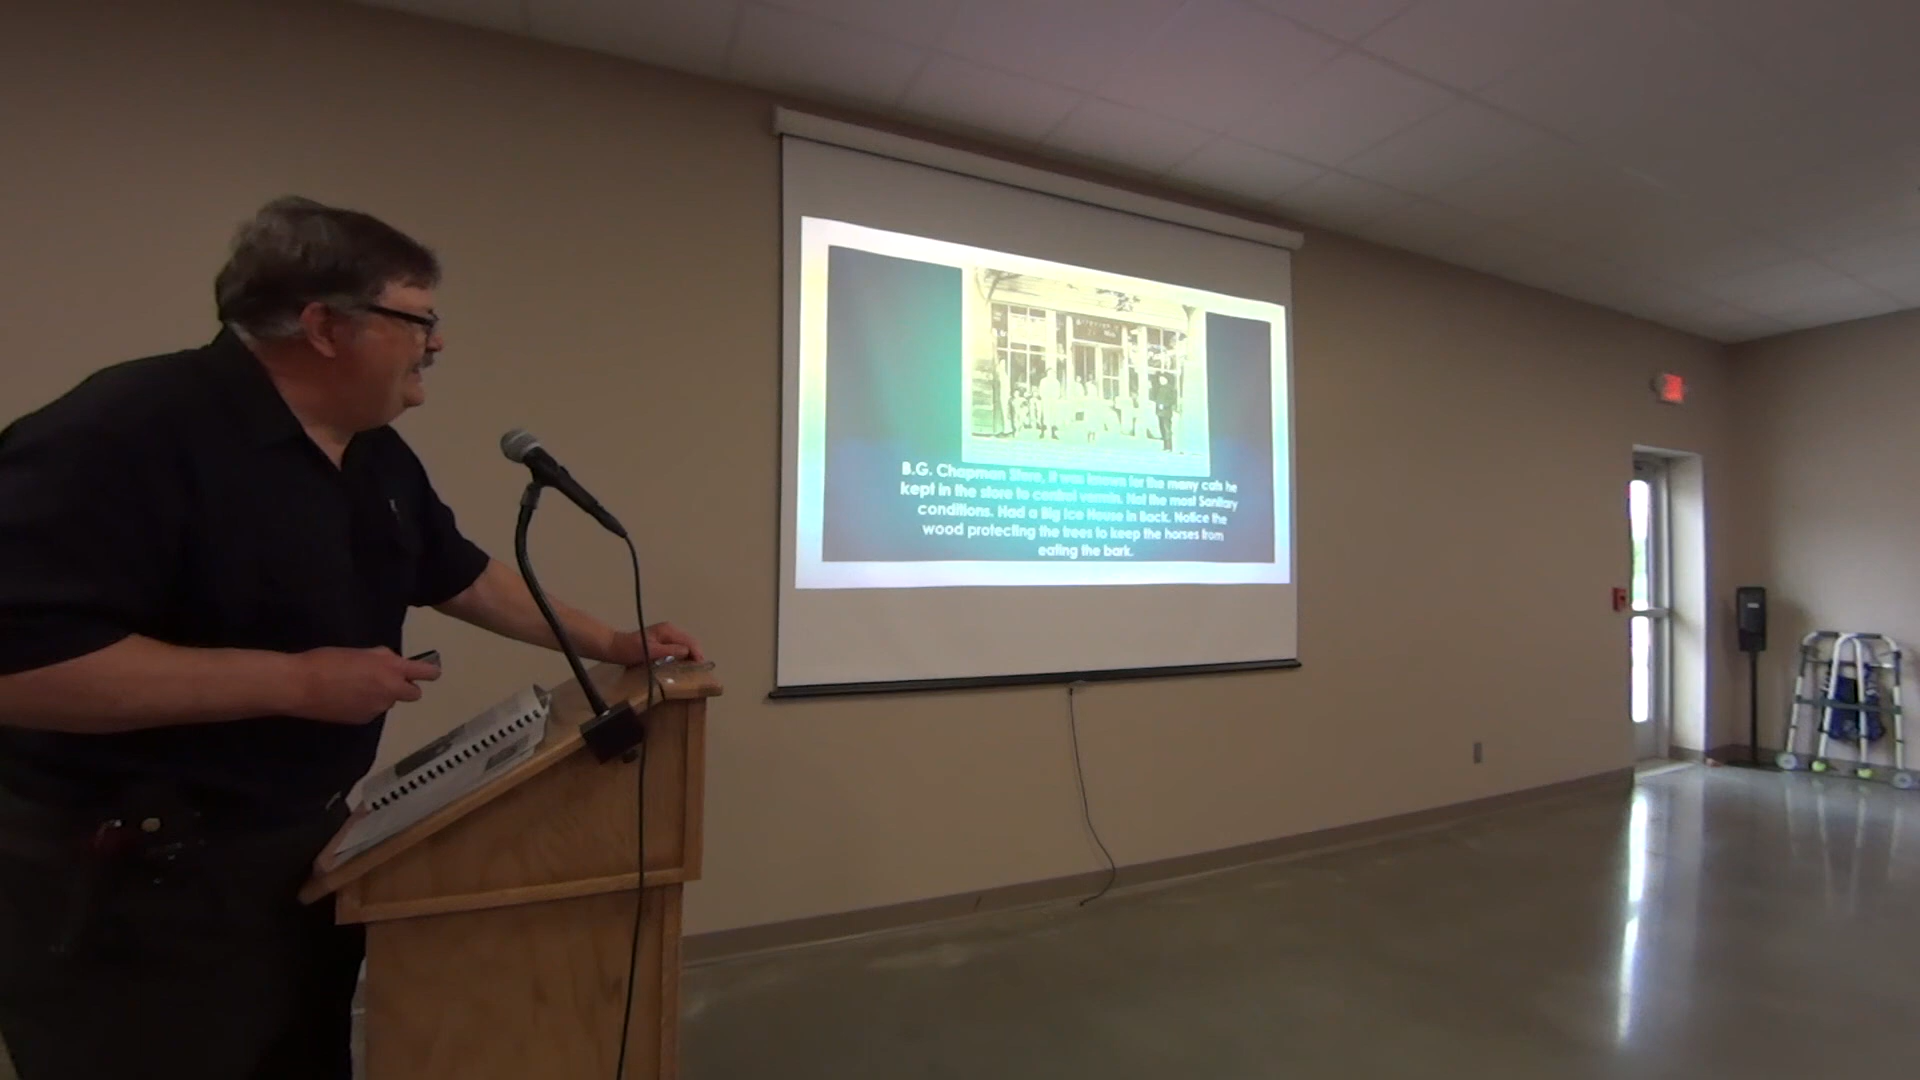 B.G. Chapman Store, it was known for the many cats he
kept in the store to control vermin. Not the most Sanitary
conditions. Had a Big Ice House in Back. Notice the
wood protecting the trees to keep the horses from
eating the bark.